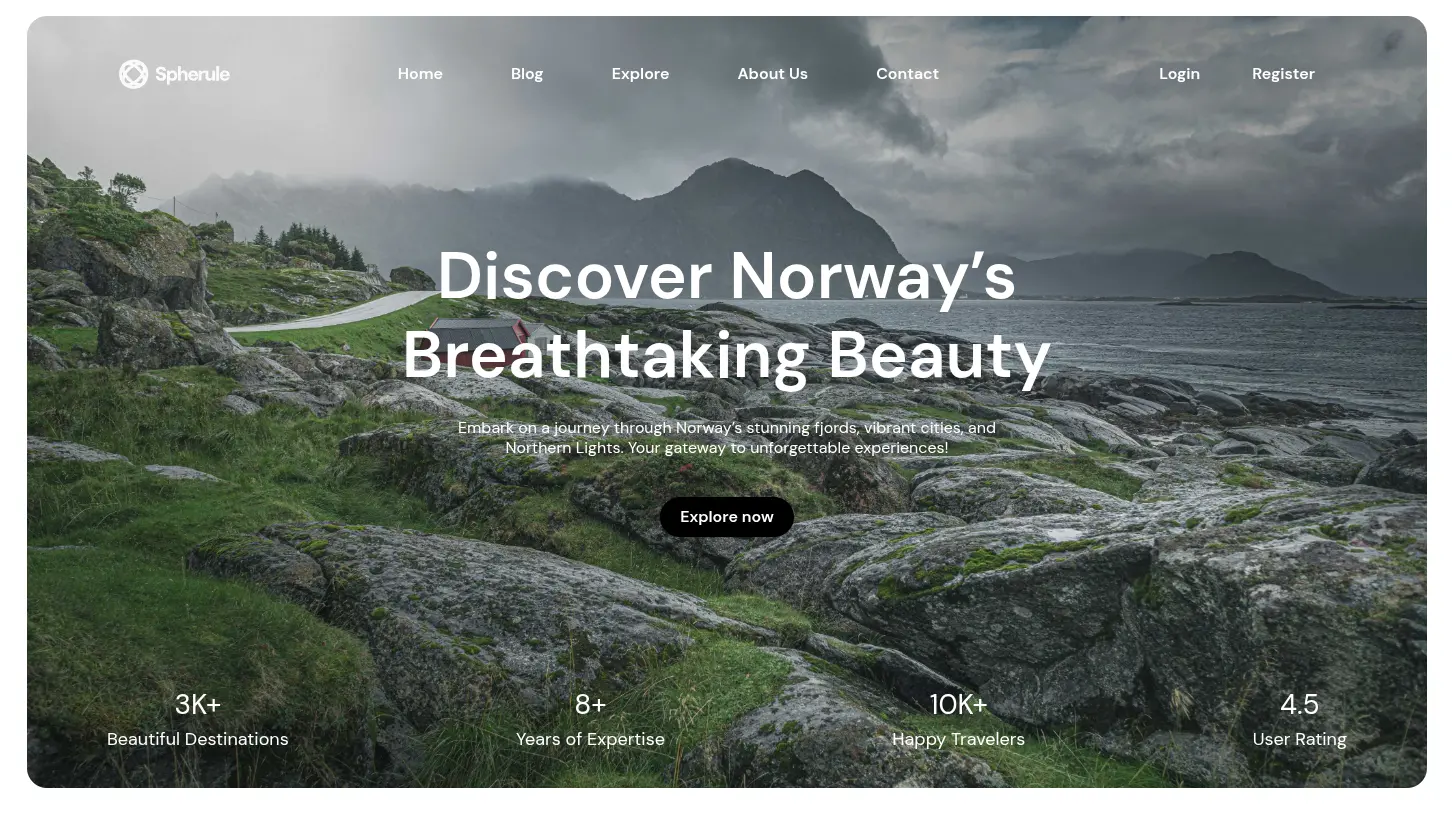 Spherule
Home
Blog
Explore
About Us
Contact
Login
Register
Discover Norway’s
Breathtaking Beauty
Embark on a journey through Norway’s stunning fjords, vibrant cities, and
Northern Lights. Your gateway to unforgettable experiences!
Explore now
3K+
Beautiful Destinations
8+
Years of Expertise
10K+
Happy Travelers
4.5
User Rating